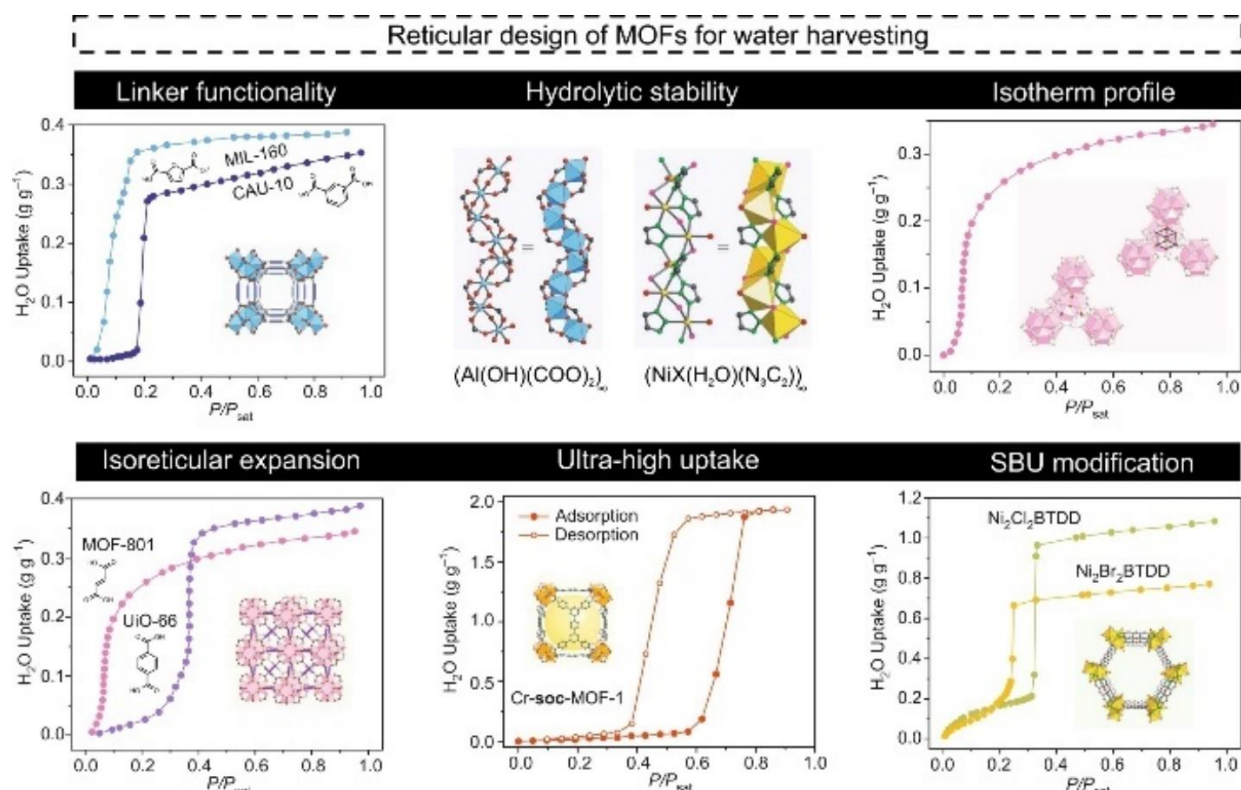 Reticular design of MOFs for water harvesting
Linker functionality
Hydrolytic stability
Isotherm profile
H₂O Uptake (g g⁻¹)
0.4
0.3
0.2
0.1
0.0
MIL-160
CAU-10
0.0 0.2 0.4 0.6 0.8 1.0
P/Psat
=
=
(Al(OH)(COO)₂)∞
(NiX(H₂O)(N₃C₂))∞
H₂O Uptake (g g⁻¹)
0.3
0.2
0.1
0.0
0.0 0.2 0.4 0.6 0.8 1.0
P/Psat
Isoreticular expansion
Ultra-high uptake
SBU modification
H₂O Uptake (g g⁻¹)
0.4
0.3
0.2
0.1
0.0
MOF-801
UiO-66
0.0 0.2 0.4 0.6 0.8 1.0
P/Psat
H₂O Uptake (g g⁻¹)
2.0
1.5
1.0
0.5
0.0
Adsorption
Desorption
Cr-soc-MOF-1
0.0 0.2 0.4 0.6 0.8 1.0
P/Psat
H₂O Uptake (g g⁻¹)
1.2
1.0
0.8
0.6
0.4
0.2
0.0
Ni₂Cl₂BTDD
Ni₂Br₂BTDD
0.0 0.2 0.4 0.6 0.8 1.0
P/Psat